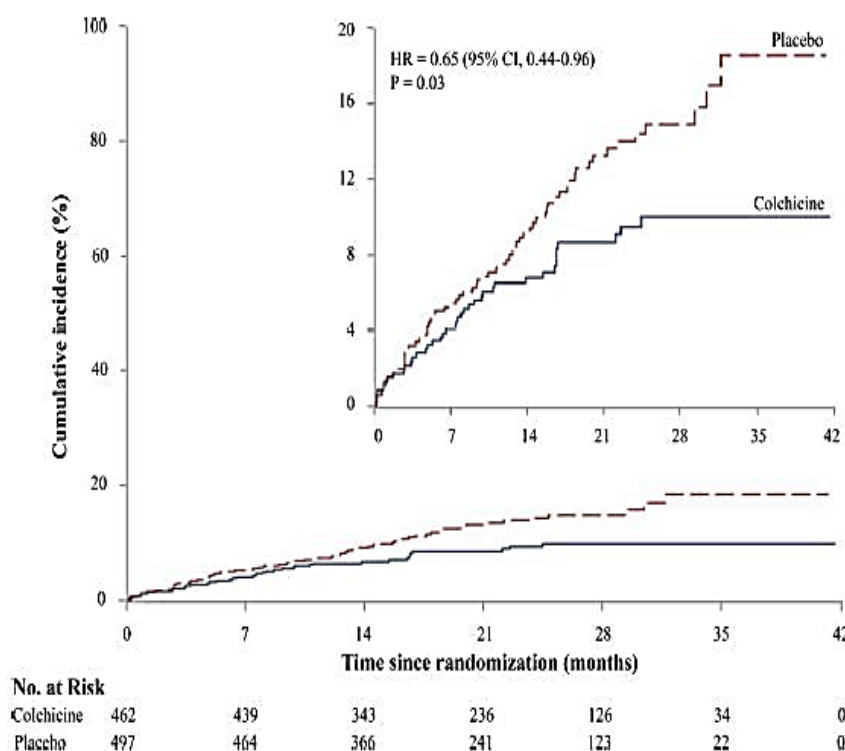 100
80
60
40
20
0
Cumulative incidence (%)
20
16
12
8
4
0
HR = 0.65 (95% CI, 0.44-0.96)
P = 0.03
Placebo
Colchicine
0 7 14 21 28 35 42
0 7 14 21 28 35 42
Time since randomization (months)
No. at Risk
Colchicine 462 439 343 236 126 34 0
Placebo 497 464 366 241 123 22 0